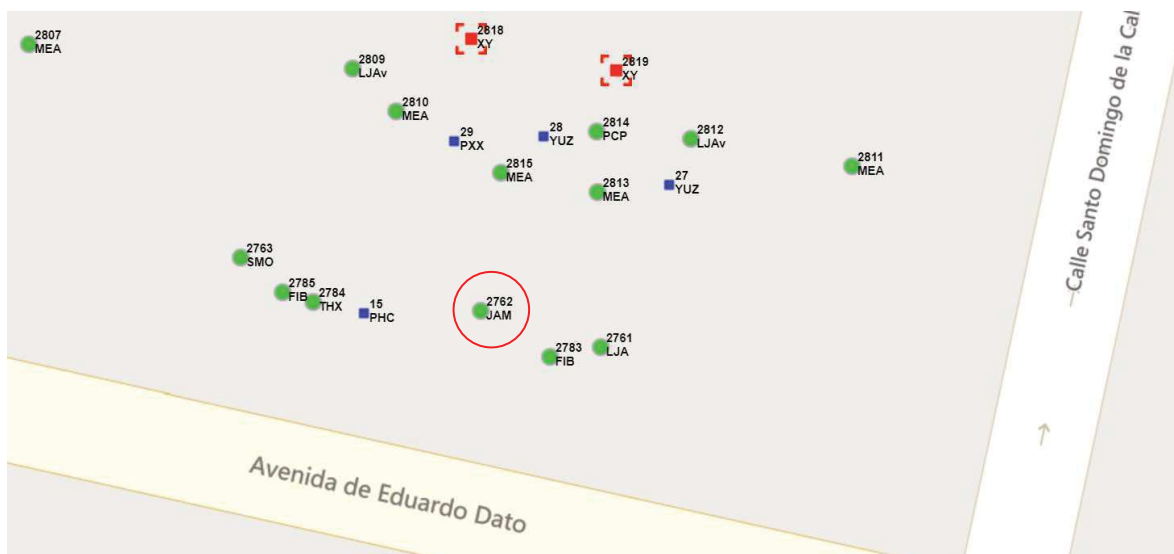 2807
MEA
2818
XY
2809
LJAv
2819
XY
2810
MEA
29
PXX
28
YUZ
2814
PCP
2812
LJAv
2811
MEA
2815
MEA
2813
MEA
27
YUZ
2763
SMO
2785
FIB
2784
THX
15
PHC
2762
JAM
2783
FIB
2761
LJA
Calle Santo Domingo de la Cal
Avenida de Eduardo Dato